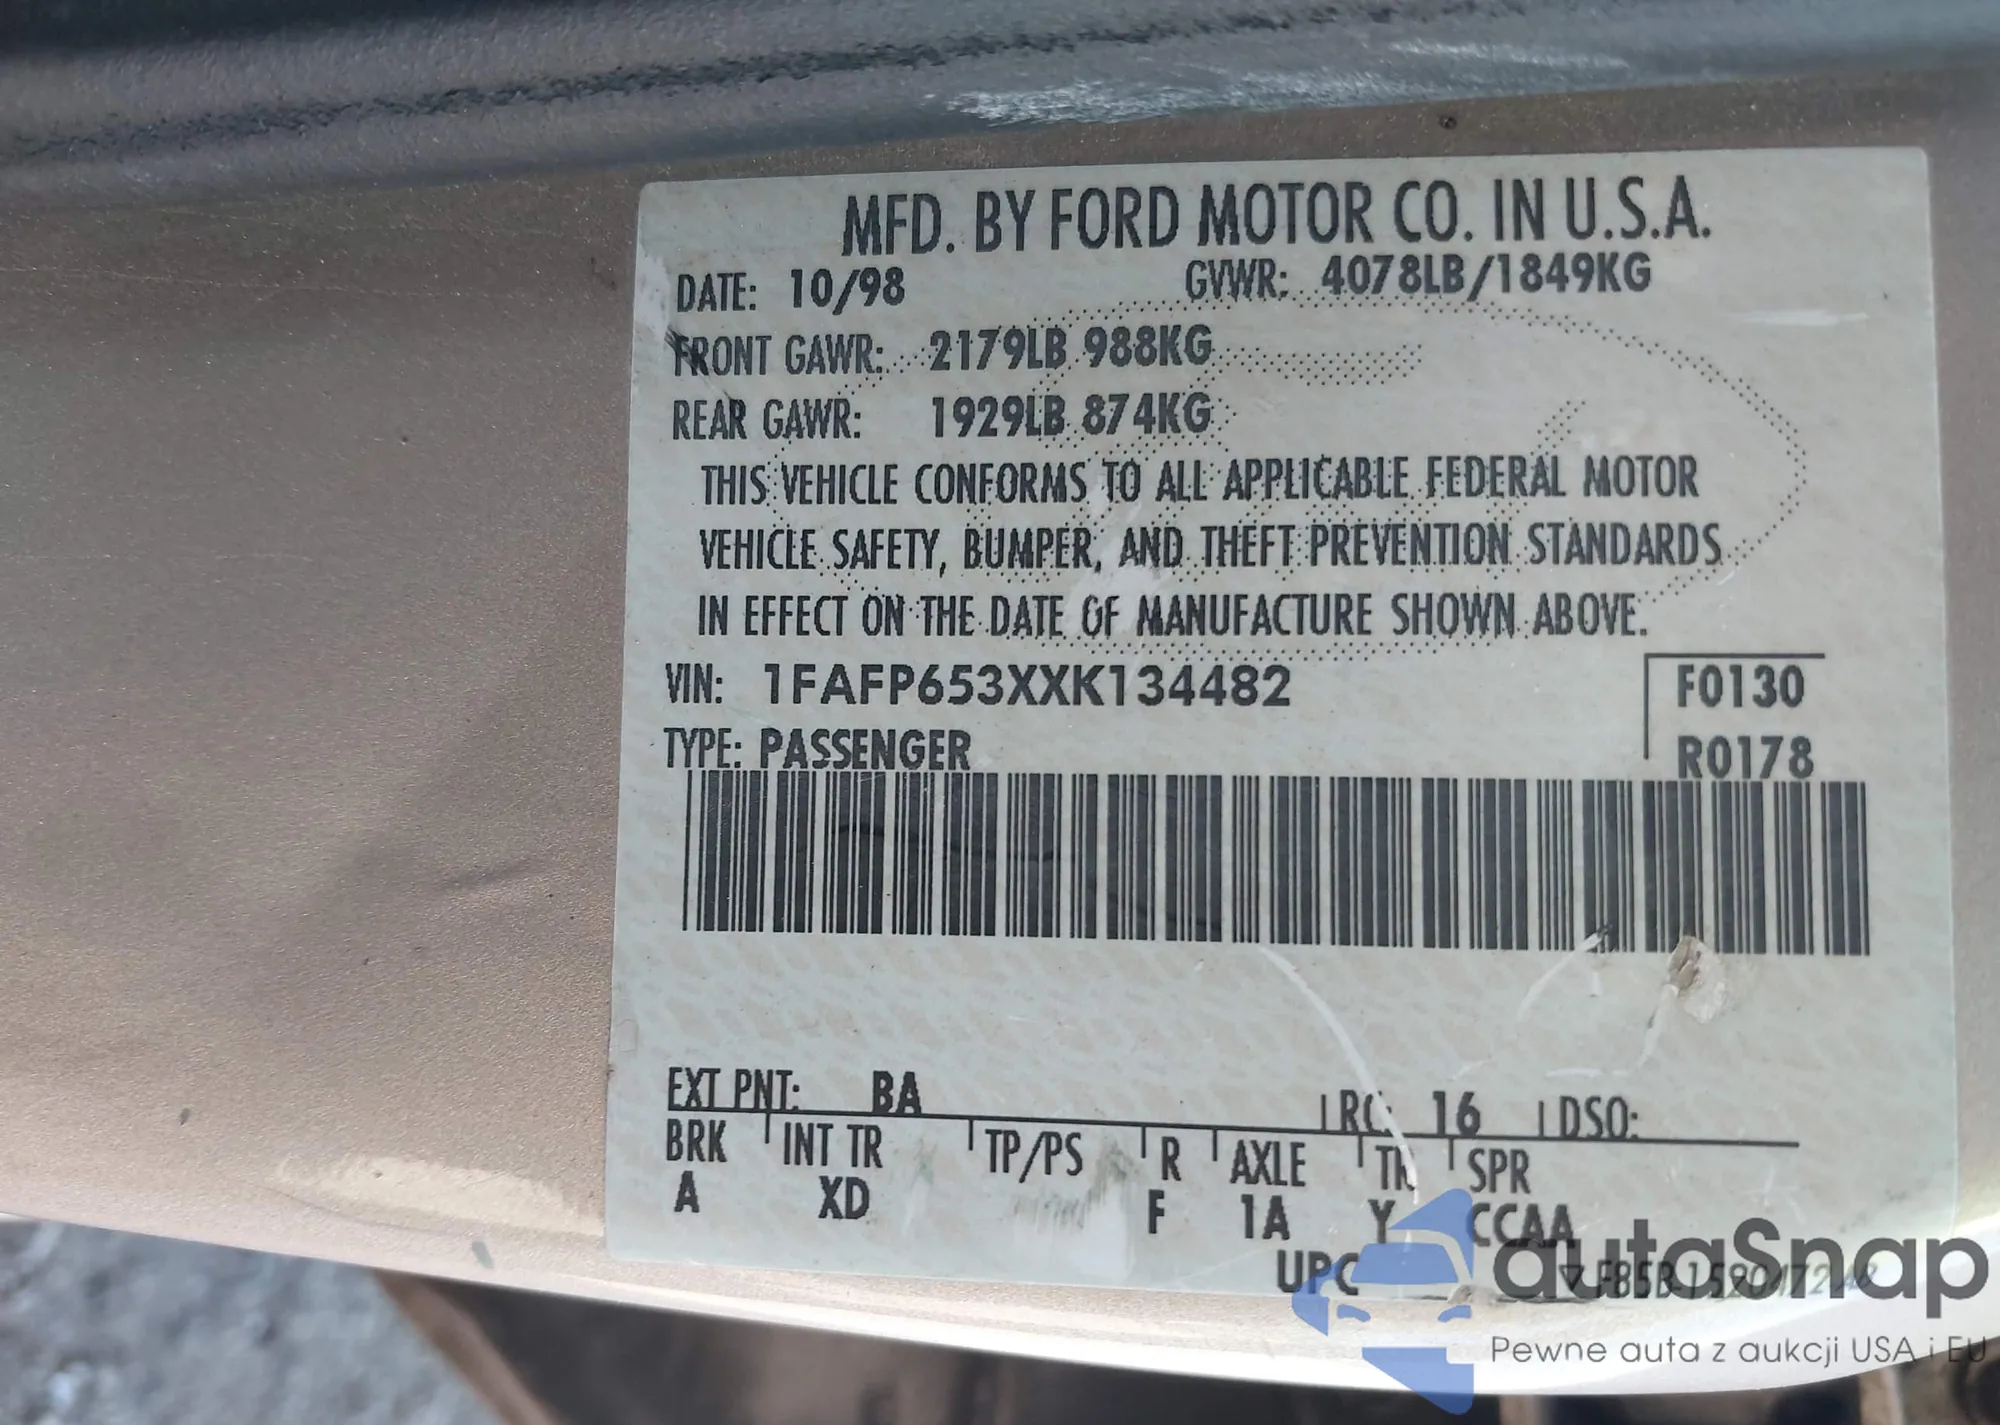 MFD. BY FORD MOTOR CO. IN U.S.A.
DATE: 10/98 GVWR: 4078LB/1849KG
FRONT GAWR: 2179LB 988KG
REAR GAWR: 1929LB 874KG
THIS VEHICLE CONFORMS TO ALL APPLICABLE FEDERAL MOTOR
VEHICLE SAFETY, BUMPER, AND THEFT PREVENTION STANDARDS
IN EFFECT ON THE DATE OF MANUFACTURE SHOWN ABOVE.
VIN: 1FAFP653XXK134482 F0130
TYPE: PASSENGER R0178
EXT PNT: BA RC: 16 DSO:
BRK INT TR TP/PS R AXLE TR SPR
A XD F 1A Y CCAA
UPC
autaSnap
Pewne auta z aukcji USA i EU